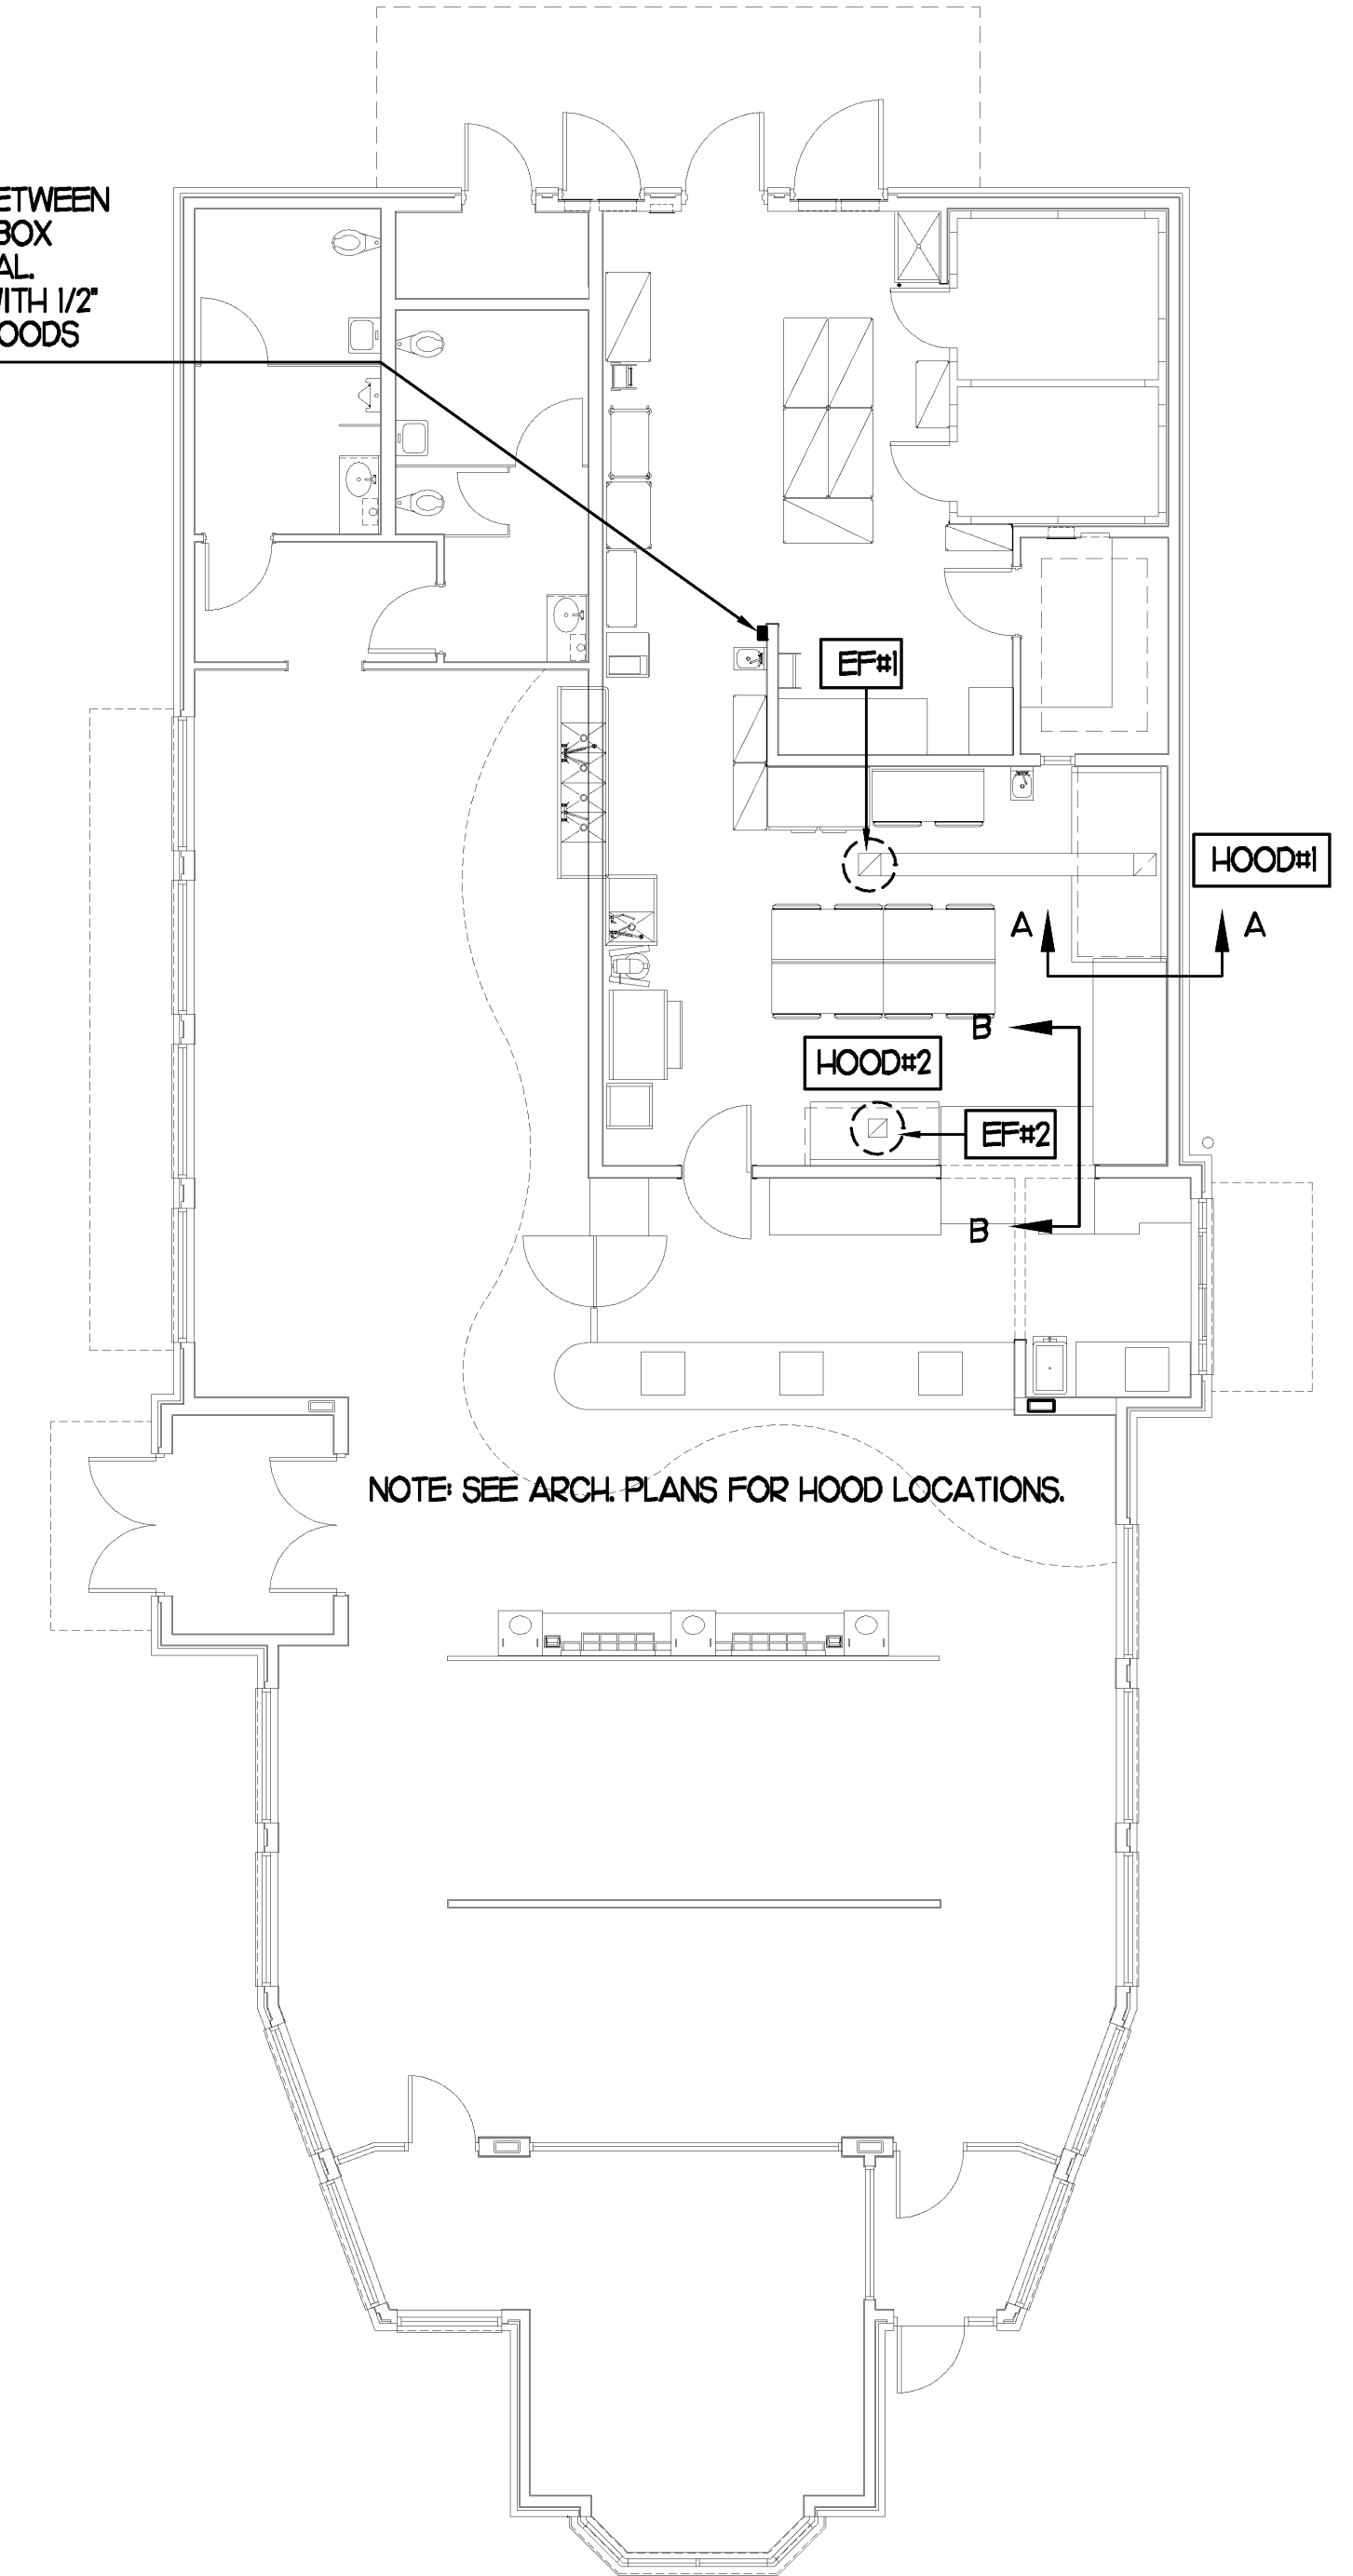 ETWEEN
BOX
AL.
WITH 1/2"
OODS
EF#1
HOOD#1
A A
B
HOOD#2
EF#2
B
NOTE: SEE ARCH. PLANS FOR HOOD LOCATIONS.